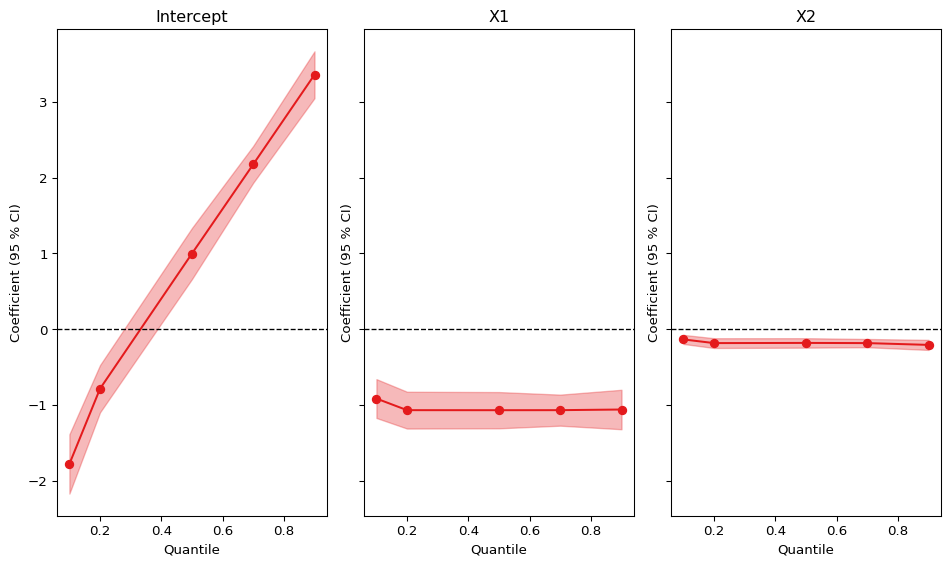 Intercept
X1
X2
Coefficient (95 % CI)
3
2
1
0
−1
−2
0.2 0.4 0.6 0.8
Quantile
Coefficient (95 % CI)
0.2 0.4 0.6 0.8
Quantile
Coefficient (95 % CI)
0.2 0.4 0.6 0.8
Quantile